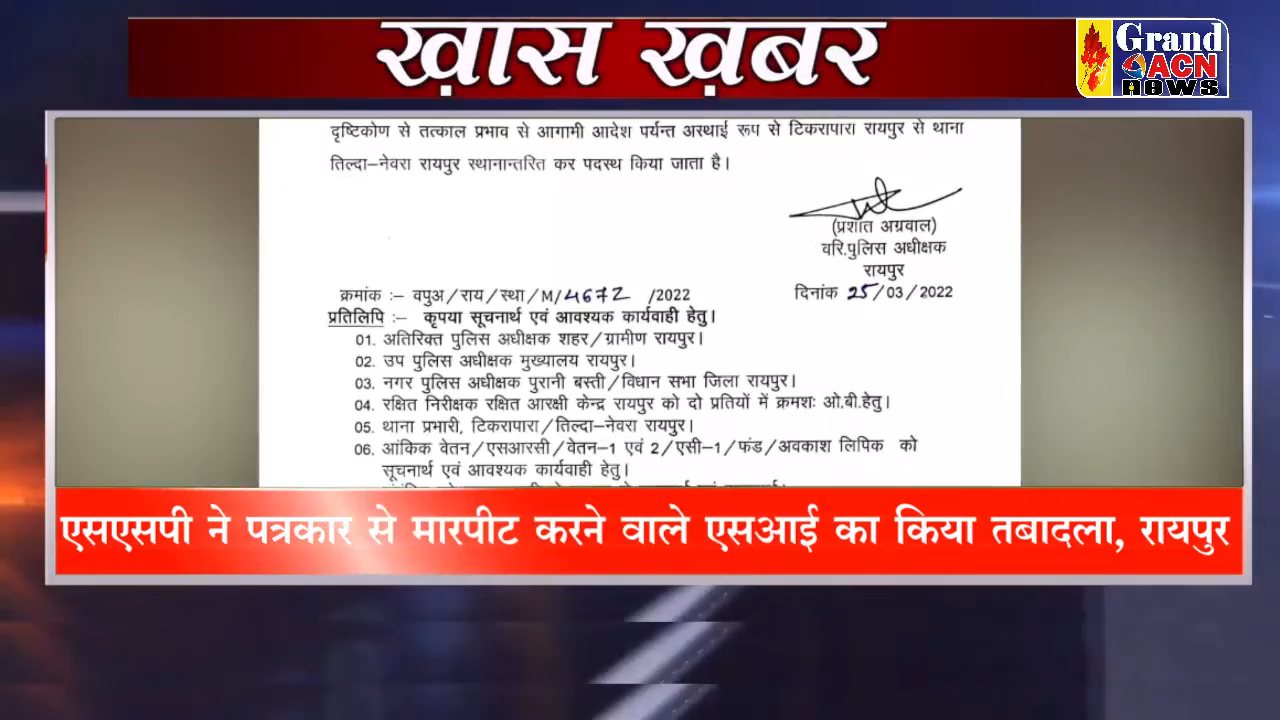 ख़ास ख़बर
Grand
ACN
news
दृष्टिकोण से तत्काल प्रभाव से आगामी आदेश पर्यन्त अस्थाई रूप से टिकरापारा रायपुर से थाना
तिल्दा–नेवरा रायपुर स्थानान्तरित कर पदस्थ किया जाता है।
(प्रशांत अग्रवाल)
वरि.पुलिस अधीक्षक
रायपुर
क्रमांक :– वपुअ/राय/स्था/M/4672 /2022
दिनांक 25/03/2022
प्रतिलिपि :– कृपया सूचनार्थ एवं आवश्यक कार्यवाही हेतु।
01. अतिरिक्त पुलिस अधीक्षक शहर/ग्रामीण रायपुर।
02. उप पुलिस अधीक्षक मुख्यालय रायपुर।
03. नगर पुलिस अधीक्षक पुरानी बस्ती/विधान सभा जिला रायपुर।
04. रक्षित निरीक्षक रक्षित आरक्षी केन्द्र रायपुर को दो प्रतियों में क्रमशः ओ.बी.हेतु।
05. थाना प्रभारी, टिकरापारा/तिल्दा–नेवरा रायपुर।
06. आंकिक वेतन/एसआरसी/वेतन–1 एवं 2/एसी–1/फंड/अवकाश लिपिक को
सूचनार्थ एवं आवश्यक कार्यवाही हेतु।
एसएसपी ने पत्रकार से मारपीट करने वाले एसआई का किया तबादला, रायपुर